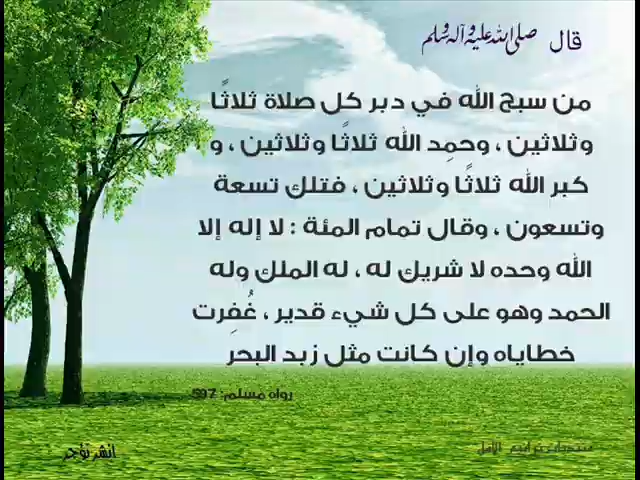 قال صلى الله عليه وآله وسلم
من سبح الله في دبر كل صلاة ثلاثًا
وثلاثين ، وحمِد الله ثلاثًا وثلاثين ، و
كبر الله ثلاثًا وثلاثين ، فتلك تسعة
وتسعون ، وقال تمام المئة : لا إله إلا
الله وحده لا شريك له ، له الملك وله
الحمد وهو على كل شيء قدير ، غُفِرت
خطاياه وإن كانت مثل زبد البحر
رواه مسلم: 597
انشر تؤجر